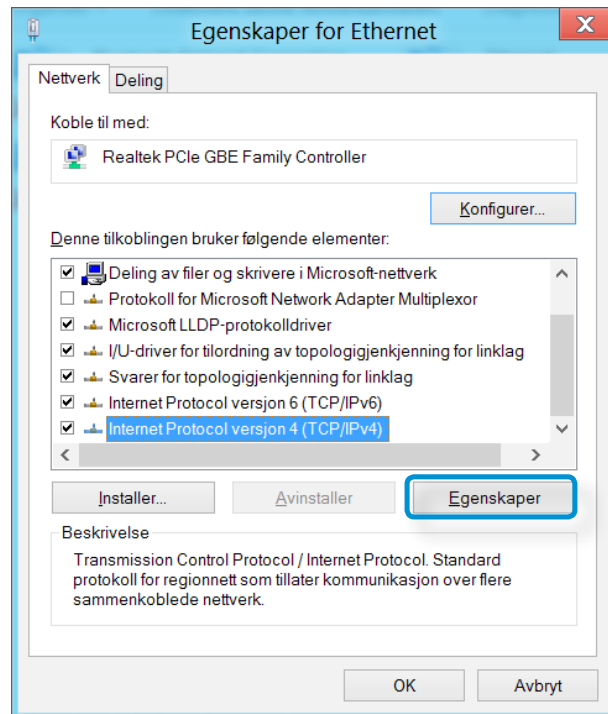 Egenskaper for Ethernet
X
Nettverk
Deling
Koble til med:
Realtek PCIe GBE Family Controller
Konfigurer...
Denne tilkoblingen bruker følgende elementer:
Deling av filer og skrivere i Microsoft-nettverk
Protokoll for Microsoft Network Adapter Multiplexor
Microsoft LLDP-protokolldriver
I/U-driver for tilordning av topologigjenkjenning for linklag
Svarer for topologigjenkjenning for linklag
Internet Protocol versjon 6 (TCP/IPv6)
Internet Protocol versjon 4 (TCP/IPv4)
Installer...
Avinstaller
Egenskaper
Beskrivelse
Transmission Control Protocol / Internet Protocol. Standard
protokoll for regionnett som tillater kommunikasjon over flere
sammenkoblede nettverk.
OK
Avbryt